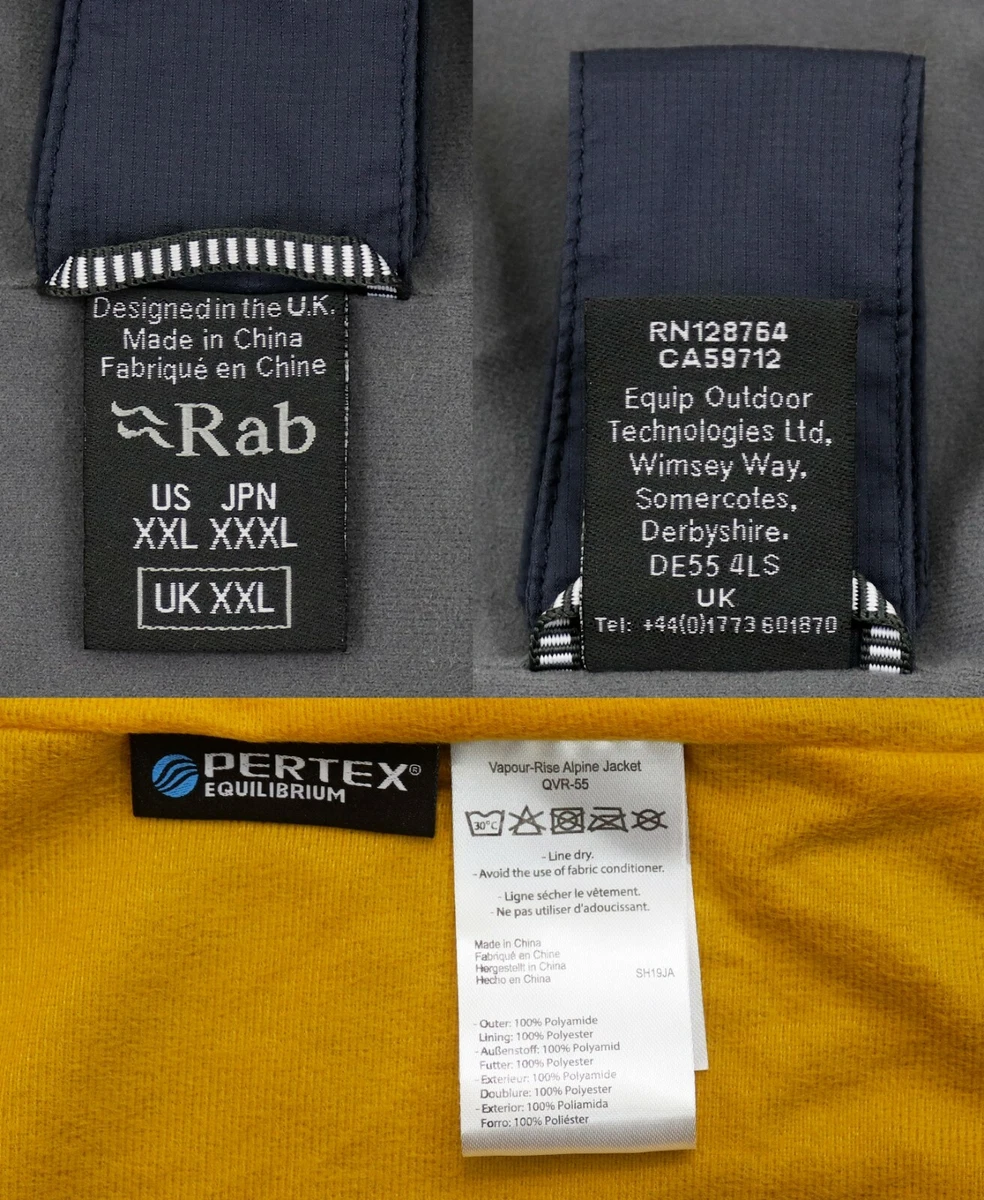 Designed in the U.K.
Made in China
Fabriqué en Chine
Rab
US JPN
XXL XXXL
UK XXL
RN128764
CA59712
Equip Outdoor
Technologies Ltd,
Wimsey Way,
Somercotes,
Derbyshire.
DE55 4LS
UK
Tel: +44(0)1773 601870
PERTEX®
EQUILIBRIUM
Vapour-Rise Alpine Jacket
QVR-55
30°C
- Line dry.
- Avoid the use of fabric conditioner.
- Ligne sécher le vêtement.
- Ne pas utiliser d'adoucissant.
Made in China
Fabriqué en Chine
Hergestellt in China
Hecho en China
SH19JA
- Outer: 100% Polyamide
Lining: 100% Polyester
- Außenstoff: 100% Polyamid
Futter: 100% Polyester
- Exterieur: 100% Polyamide
Doublure: 100% Polyester
- Exterior: 100% Poliamida
Forro: 100% Poliéster